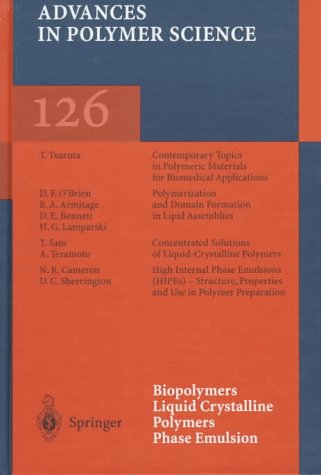 ADVANCES
IN POLYMER SCIENCE
126
T. Tsuruta
Contemporary Topics
in Polymeric Materials
for Biomedical Applications
D. F. O'Brien
B. A. Armitage
D. E. Bennett
H. G. Lamparski
Polymerization
and Domain Formation
in Lipid Assemblies
T. Sato
A. Teramoto
Concentrated Solutions
of Liquid-Crystalline Polymers
N. R. Cameron
D. C. Sherrington
High Internal Phase Emulsions
(HIPEs) – Structure, Properties
and Use in Polymer Preparation
Biopolymers
Liquid Crystalline
Polymers
Phase Emulsion
Springer